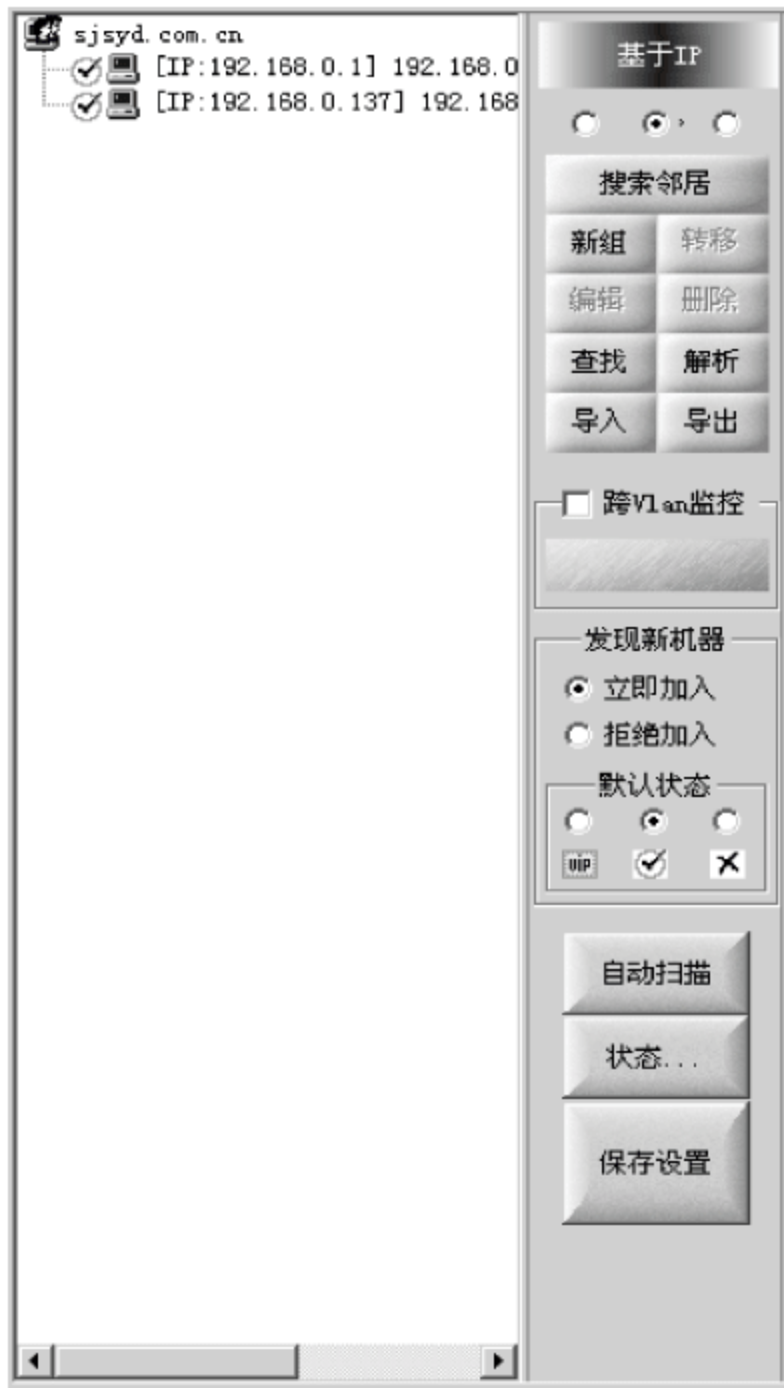 sjsyd.com.cn
[IP:192.168.0.1] 192.168.0
[IP:192.168.0.137] 192.168
基于IP
搜索邻居
新组 转移
编辑 删除
查找 解析
导入 导出
跨Vlan监控
发现新机器
立即加入
拒绝加入
默认状态
VIP
自动扫描
状态...
保存设置